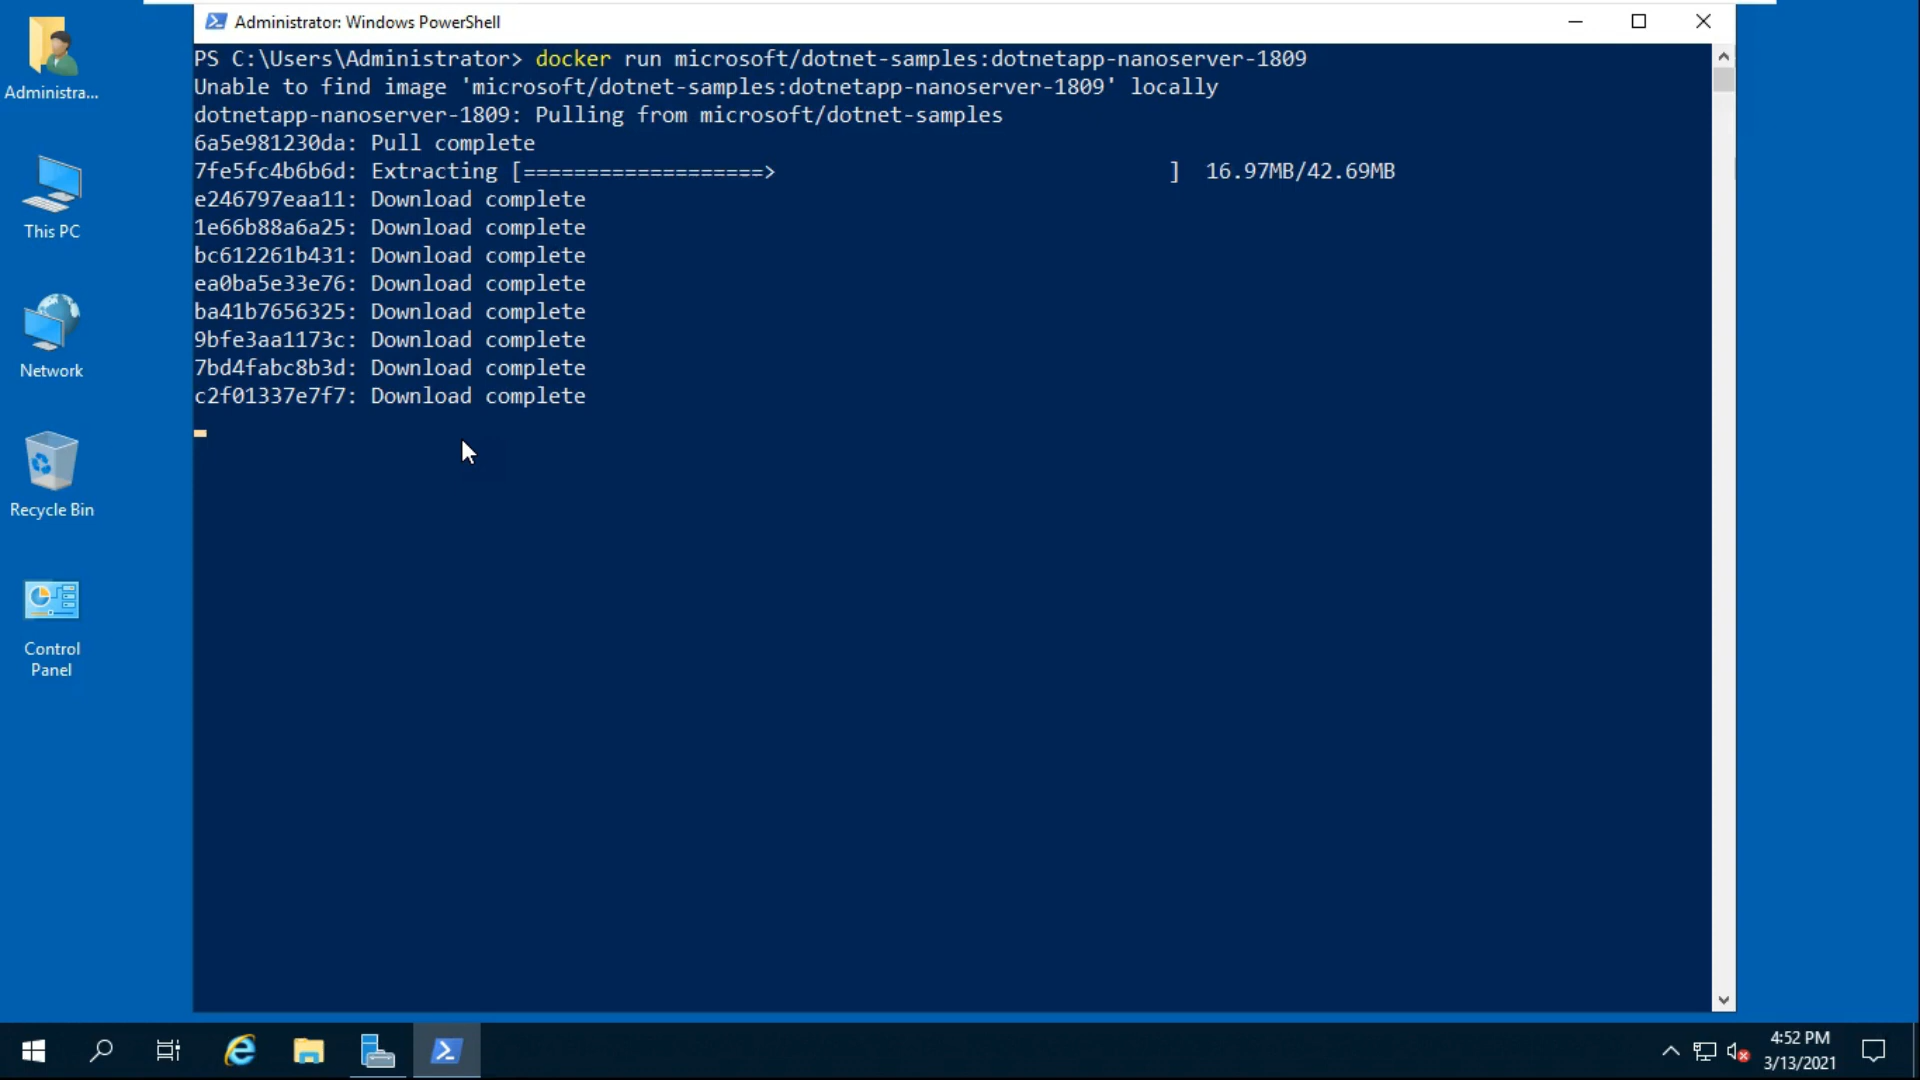 Administrator: Windows PowerShell
PS C:\Users\Administrator> docker run microsoft/dotnet-samples:dotnetapp-nanoserver-1809
Unable to find image 'microsoft/dotnet-samples:dotnetapp-nanoserver-1809' locally
dotnetapp-nanoserver-1809: Pulling from microsoft/dotnet-samples
6a5e981230da: Pull complete
7fe5fc4b6b6d: Extracting [===================>                               ]  16.97MB/42.69MB
e246797eaa11: Download complete
1e66b88a6a25: Download complete
bc612261b431: Download complete
ea0ba5e33e76: Download complete
ba41b7656325: Download complete
9bfe3aa1173c: Download complete
7bd4fabc8b3d: Download complete
c2f01337e7f7: Download complete
Administra...
This PC
Network
Recycle Bin
Control
Panel
4:52 PM
3/13/2021